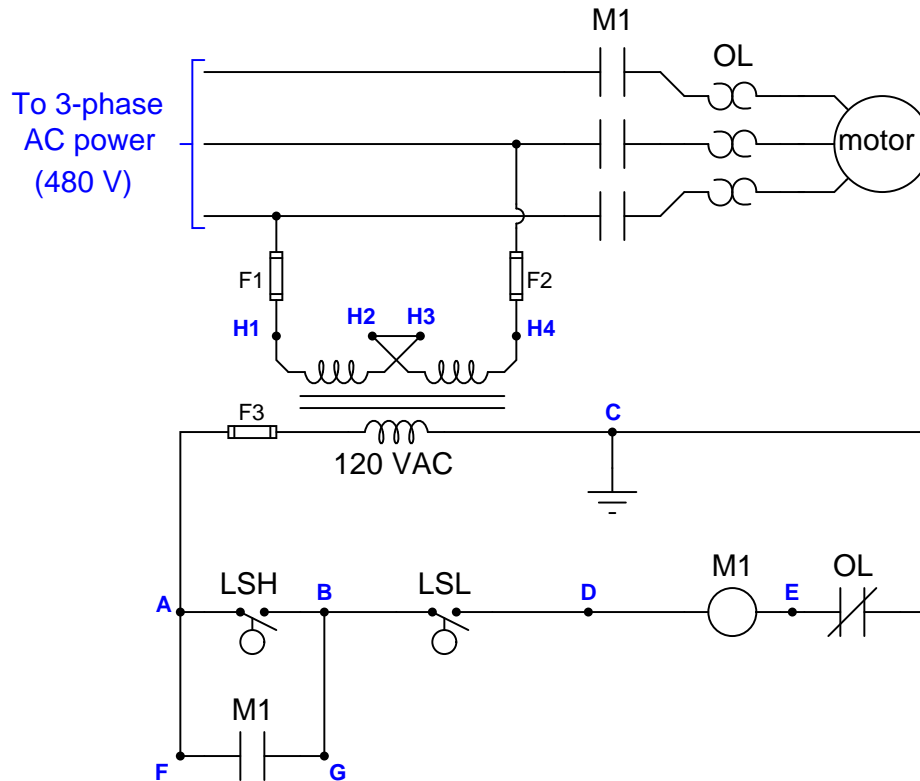 M1
OL
To 3-phase
AC power
(480 V)
motor
F1
F2
H1
H2
H3
H4
F3
C
120 VAC
LSH
LSL
M1
OL
A
B
D
E
M1
F
G